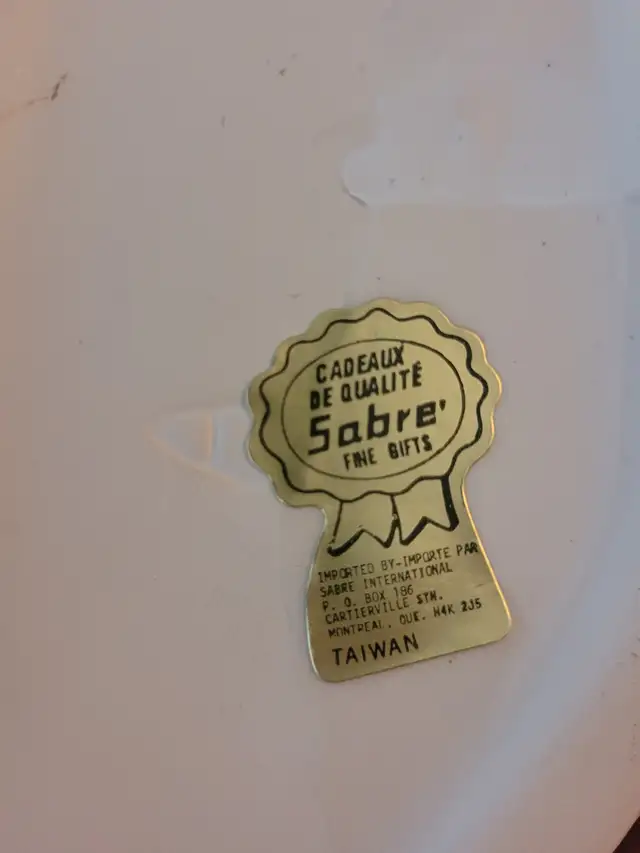 CADEAUX
DE QUALITÉ
Sabre'
FINE GIFTS
IMPORTED BY-IMPORTE PAR
SABRE INTERNATIONAL
P. O. BOX 186
CARTIERVILLE STN.
MONTREAL, QUE. H4K 2J5
TAIWAN